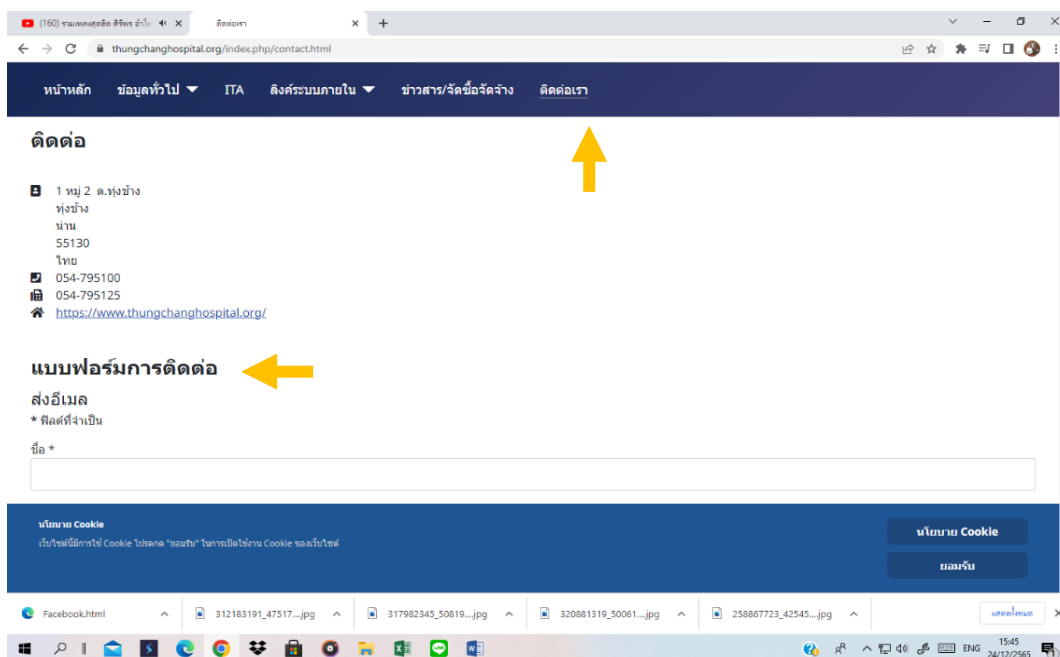 (160) รวมเพลงสุดฮิต ศิริพร อำไ
ติดต่อเรา
thungchanghospital.org/index.php/contact.html
หน้าหลัก ข้อมูลทั่วไป ITA ลิงค์ระบบภายใน ข่าวสาร/จัดซื้อจัดจ้าง ติดต่อเรา
ติดต่อ
1 หมู่ 2 ต.ทุ่งช้าง
ทุ่งช้าง
น่าน
55130
ไทย
054-795100
054-795125
https://www.thungchanghospital.org/
แบบฟอร์มการติดต่อ
ส่งอีเมล
* ฟิลด์ที่จำเป็น
ชื่อ *
นโยบาย Cookie
เว็บไซต์นี้มีการใช้ Cookie โปรดกด "ยอมรับ" ในการเปิดใช้งาน Cookie ของเว็บไซต์
นโยบาย Cookie
ยอมรับ
Facebook.html 312183191_47517....jpg 317982345_50819....jpg 320881319_50061....jpg 258867723_42545....jpg แสดงทั้งหมด
ENG 15:45
24/12/2565